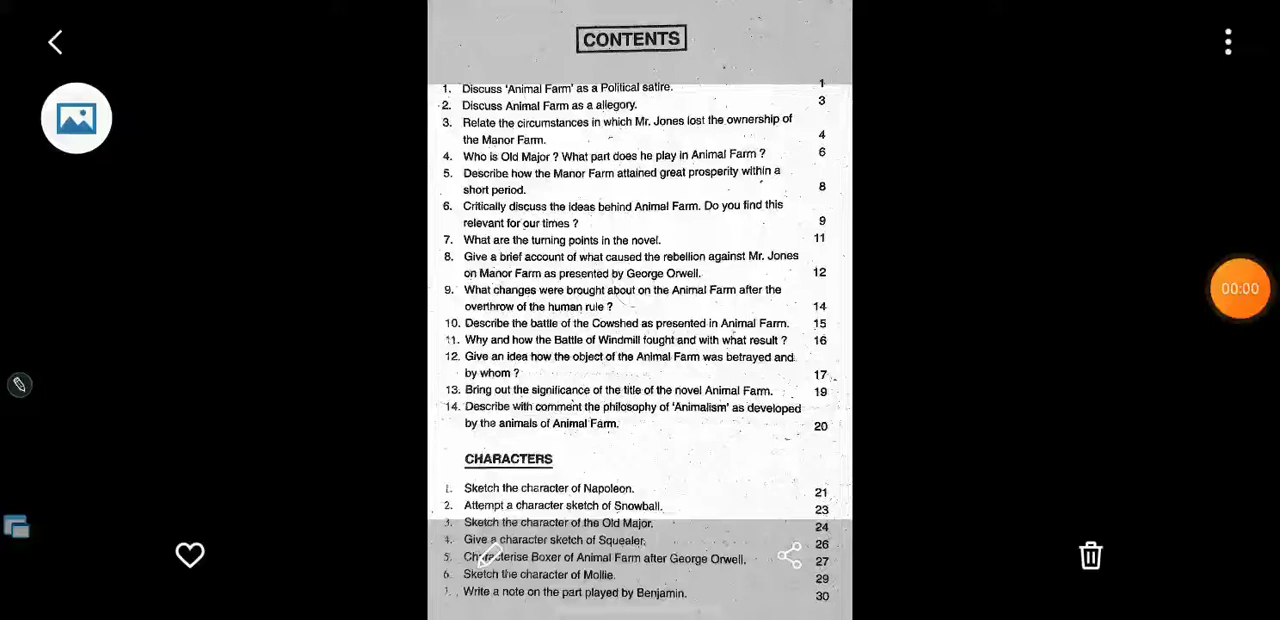 CONTENTS
1. Discuss 'Animal Farm' as a Political satire. 1
2. Discuss Animal Farm as a allegory. 3
3. Relate the circumstances in which Mr. Jones lost the ownership of
the Manor Farm. 4
4. Who is Old Major ? What part does he play in Animal Farm ? 6
5. Describe how the Manor Farm attained great prosperity within a
short period. 8
6. Critically discuss the ideas behind Animal Farm. Do you find this
relevant for our times ? 9
7. What are the turning points in the novel. 11
8. Give a brief account of what caused the rebellion against Mr. Jones
on Manor Farm as presented by George Orwell. 12
9. What changes were brought about on the Animal Farm after the
overthrow of the human rule ? 14
10. Describe the battle of the Cowshed as presented in Animal Farm. 15
11. Why and how the Battle of Windmill fought and with what result ? 16
12. Give an idea how the object of the Animal Farm was betrayed and
by whom ? 17
13. Bring out the significance of the title of the novel Animal Farm. 19
14. Describe with comment the philosophy of 'Animalism' as developed
by the animals of Animal Farm. 20
CHARACTERS
1. Sketch the character of Napoleon. 21
2. Attempt a character sketch of Snowball. 23
3. Sketch the character of the Old Major. 24
4. Give a character sketch of Squealer. 26
5. Characterise Boxer of Animal Farm after George Orwell. 27
6. Sketch the character of Mollie. 29
Write a note on the part played by Benjamin. 30
00:00